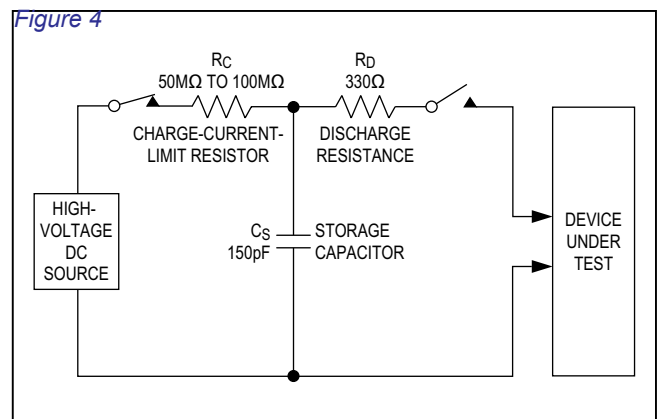 Figure 4
RC
50MΩ TO 100MΩ
CHARGE-CURRENT-
LIMIT RESISTOR
RD
330Ω
DISCHARGE
RESISTANCE
HIGH-
VOLTAGE
DC
SOURCE
CS
150pF
STORAGE
CAPACITOR
DEVICE
UNDER
TEST